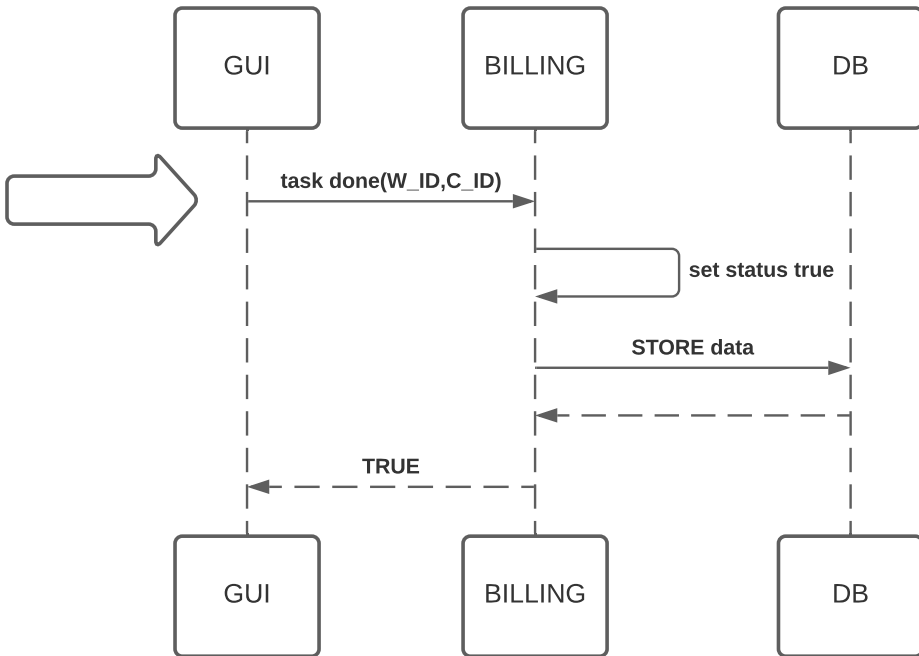 GUI
BILLING
DB
task done(W_ID,C_ID)
set status true
STORE data
TRUE
GUI
BILLING
DB